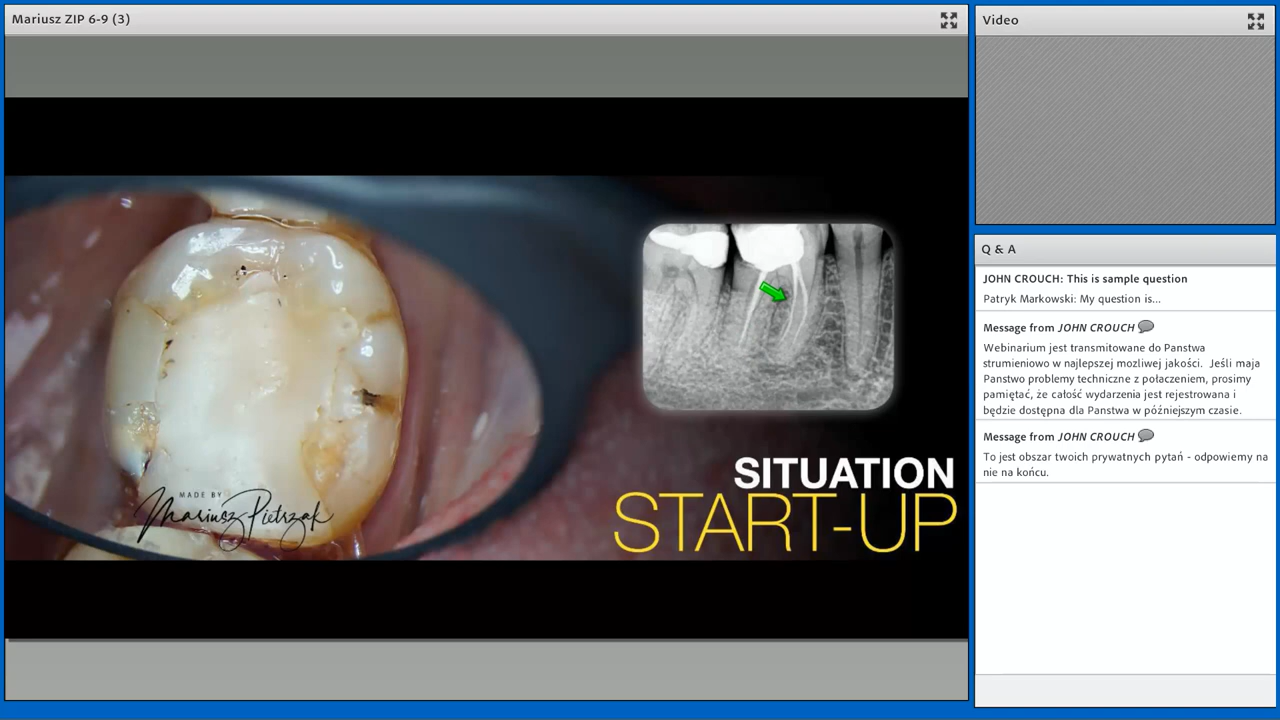 Mariusz ZIP 6-9 (3)
MADE BY
Mariusz Pietrzak
SITUATION
START-UP
Video
Q & A
JOHN CROUCH: This is sample question
Patryk Markowski: My question is...
Message from JOHN CROUCH
Webinarium jest transmitowane do Panstwa
strumieniowo w najlepszej mozliwej jakości.  Jeśli maja
Panstwo problemy techniczne z połaczeniem, prosimy
pamiętać, że całość wydarzenia jest rejestrowana i
będzie dostępna dla Panstwa w późniejszym czasie.
Message from JOHN CROUCH
To jest obszar twoich prywatnych pytań - odpowiemy na
nie na końcu.